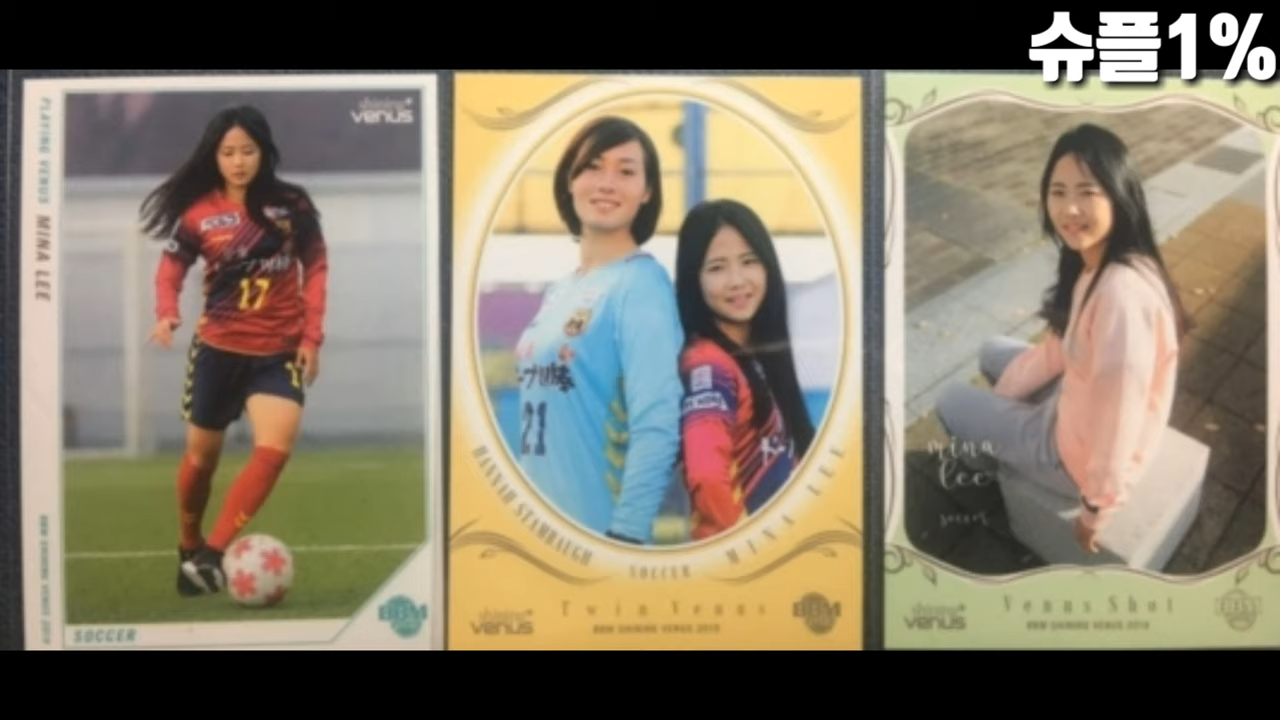 슈플1%
shining venus
PLAYING VENUS MINA LEE
17
BBM SHINING VENUS 2019
BBM
SOCCER
21
HANNAH STAMBAUGH
MINA LEE
SOCCER
shining venus
Twin Venus
BBM SHINING VENUS 2019
BBM
mina
lee
soccer
shining venus
Venus Shot
BBM SHINING VENUS 2019
BBM